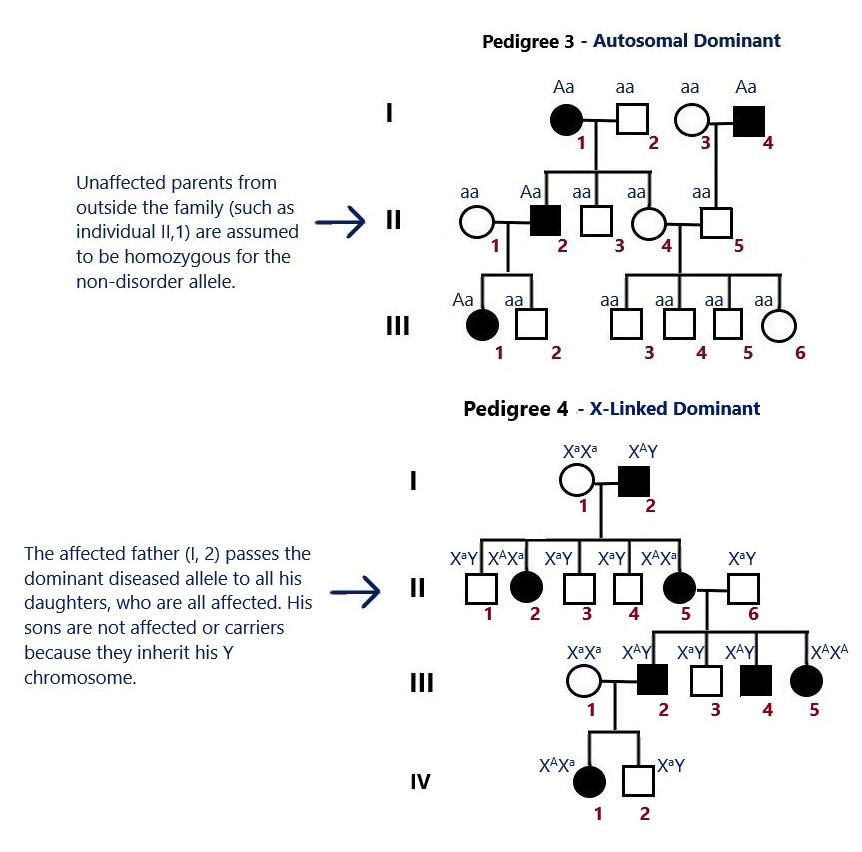 Pedigree 3 - Autosomal Dominant
Aa aa aa Aa
I
1 2 3 4
Unaffected parents from
outside the family (such as
individual II,1) are assumed
to be homozygous for the
non-disorder allele.
aa Aa aa aa aa
II
1 2 3 4 5
Aa aa aa aa aa aa
III
1 2 3 4 5 6
Pedigree 4 - X-Linked Dominant
XᵃXᵃ XᴬY
I
1 2
The affected father (I, 2) passes the
dominant diseased allele to all his
daughters, who are all affected. His
sons are not affected or carriers
because they inherit his Y
chromosome.
XᵃY XᴬXᵃ XᵃY XᵃY XᴬXᵃ XᵃY
II
1 2 3 4 5 6
XᵃXᵃ XᴬY XᵃY XᴬY XᴬXᴬ
III
1 2 3 4 5
XᴬXᵃ XᵃY
IV
1 2